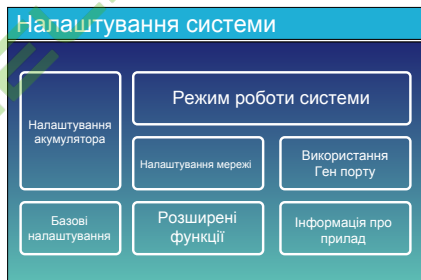 Налаштування системи
Режим роботи системи
Налаштування
акумулятора
Налаштування мережі
Використання
Ген порту
Базові
налаштування
Розширені
функції
Інформація про
прилад